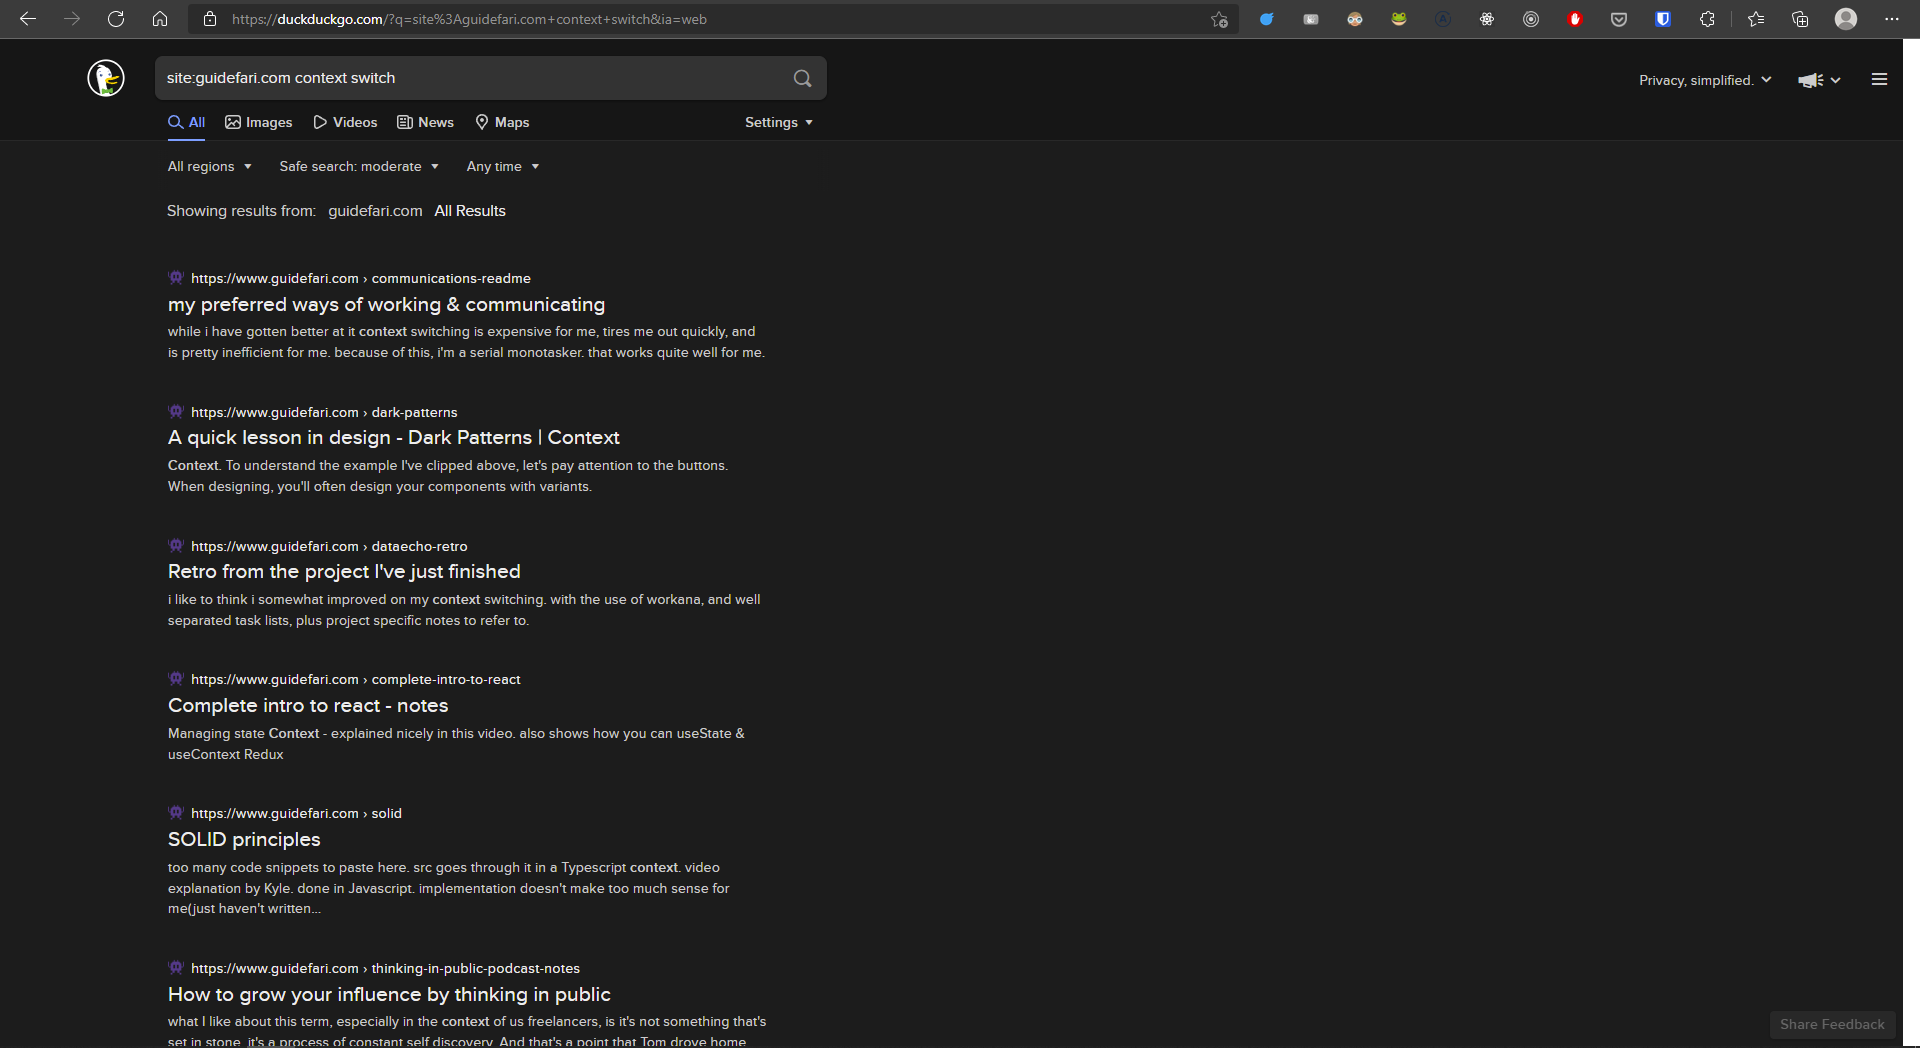 https://duckduckgo.com/?q=site%3Aguidefari.com+context+switch&ia=web
site:guidefari.com context switch
Privacy, simplified.
All Images Videos News Maps Settings
All regions Safe search: moderate Any time
Showing results from: guidefari.com All Results
https://www.guidefari.com › communications-readme
my preferred ways of working & communicating
while i have gotten better at it context switching is expensive for me, tires me out quickly, and
is pretty inefficient for me. because of this, i'm a serial monotasker. that works quite well for me.
https://www.guidefari.com › dark-patterns
A quick lesson in design - Dark Patterns | Context
Context. To understand the example I've clipped above, let's pay attention to the buttons.
When designing, you'll often design your components with variants.
https://www.guidefari.com › dataecho-retro
Retro from the project I've just finished
i like to think i somewhat improved on my context switching. with the use of workana, and well
separated task lists, plus project specific notes to refer to.
https://www.guidefari.com › complete-intro-to-react
Complete intro to react - notes
Managing state Context - explained nicely in this video. also shows how you can useState &
useContext Redux
https://www.guidefari.com › solid
SOLID principles
too many code snippets to paste here. src goes through it in a Typescript context. video
explanation by Kyle. done in Javascript. implementation doesn't make too much sense for
me(just haven't written...
https://www.guidefari.com › thinking-in-public-podcast-notes
How to grow your influence by thinking in public
what I like about this term, especially in the context of us freelancers, is it's not something that's
set in stone, it's a process of constant self discovery. And that's a point that Tom drove home
Share Feedback